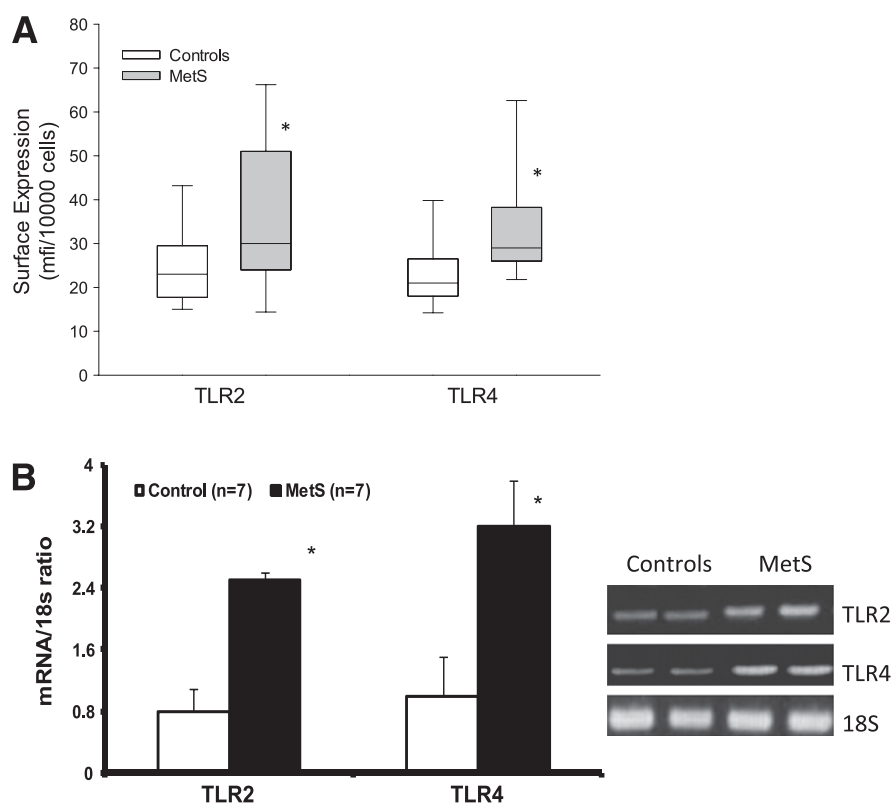 A
80
70
60
50
40
30
20
10
0
Surface Expression
(mfi/10000 cells)
Controls
MetS
*
*
TLR2
TLR4
B
4
3.2
2.4
1.6
0.8
0
mRNA/18s ratio
Control (n=7)
MetS (n=7)
*
*
TLR2
TLR4
Controls
MetS
TLR2
TLR4
18S